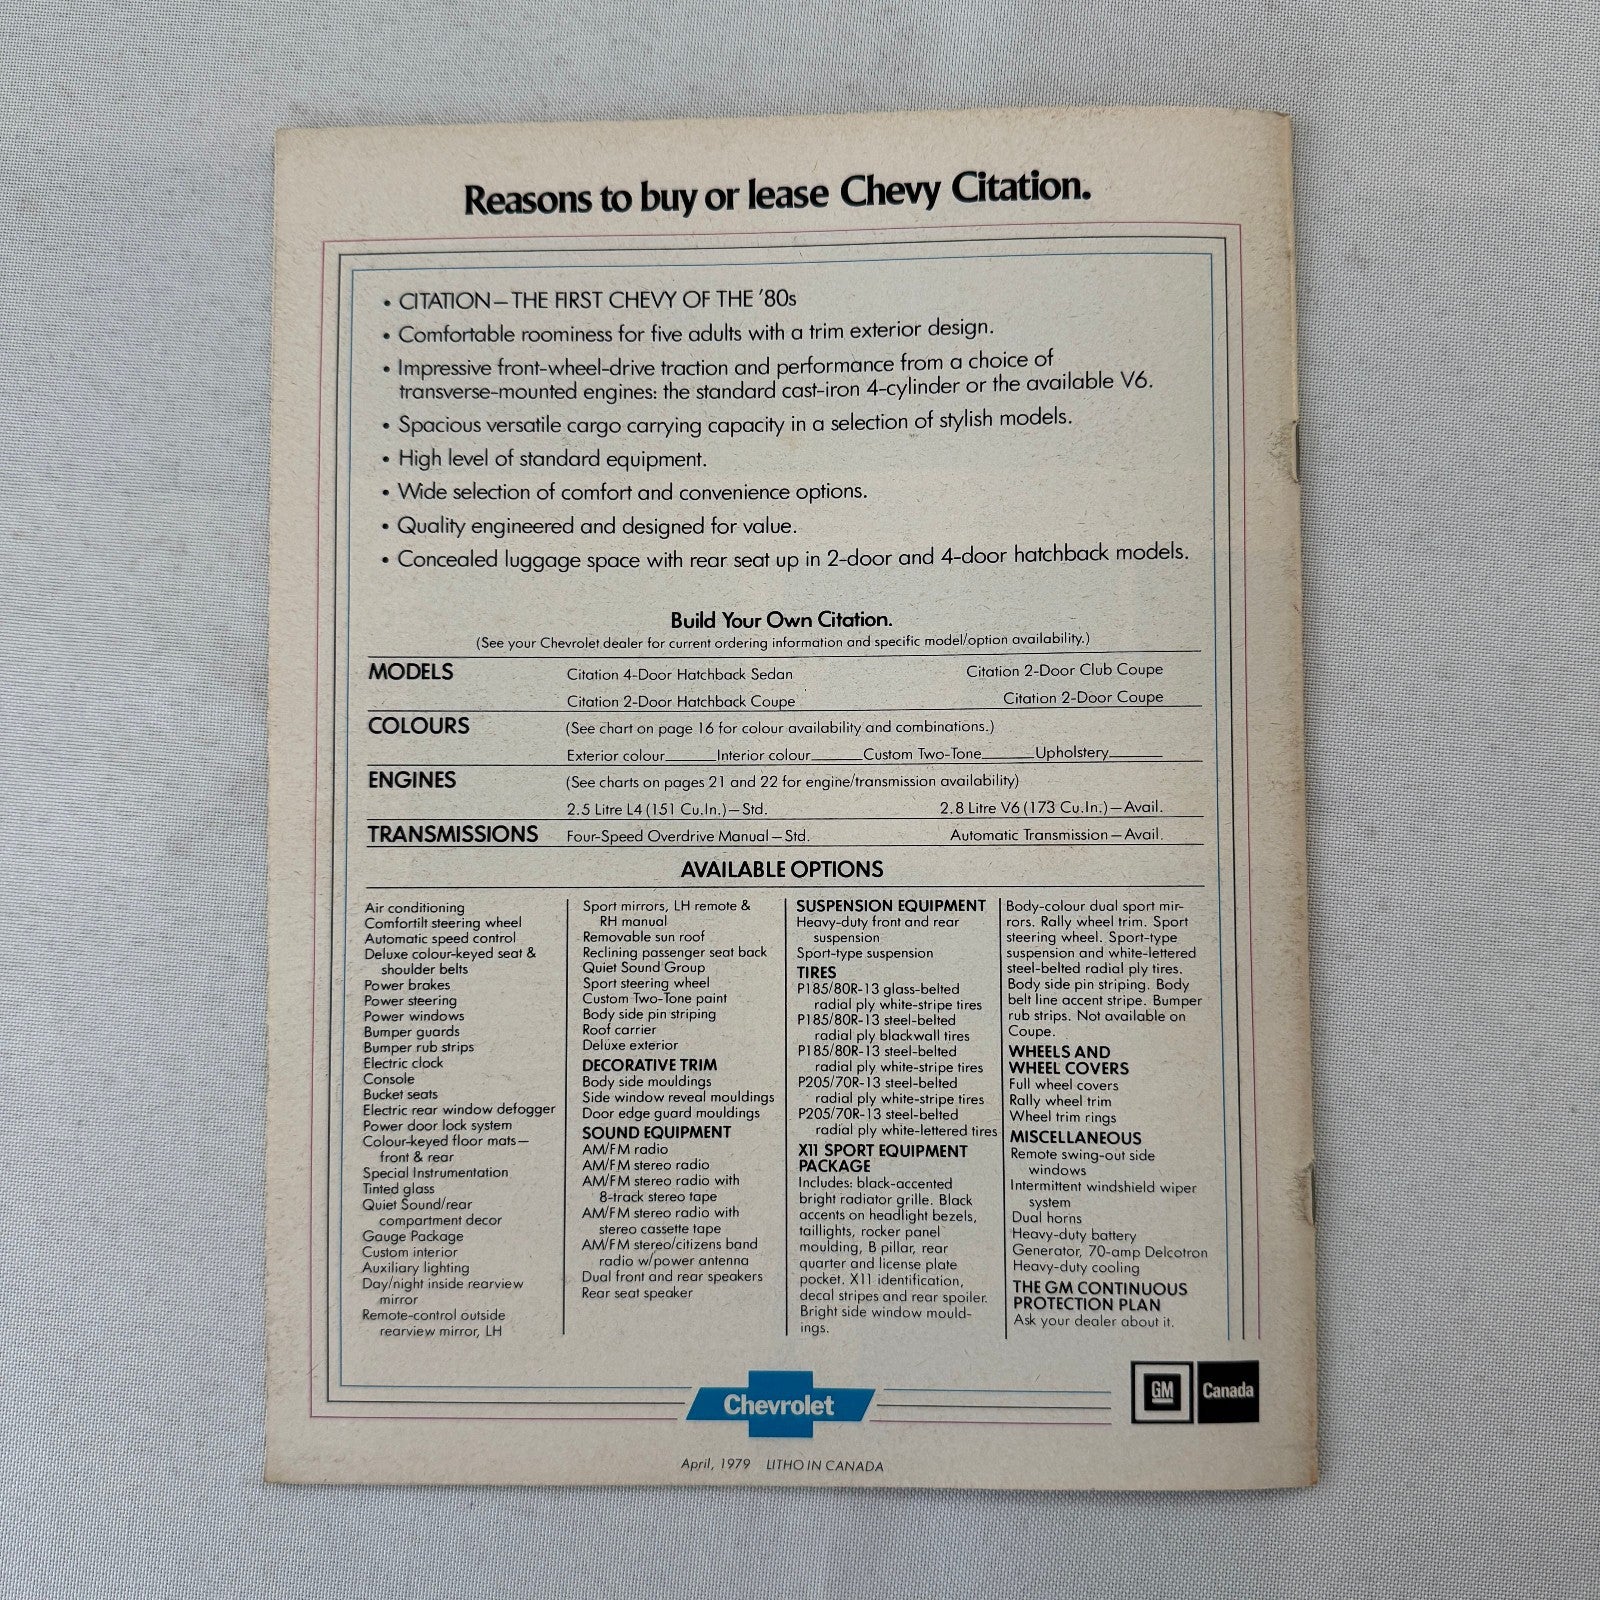 Reasons to buy or lease Chevy Citation.
• CITATION—THE FIRST CHEVY OF THE '80s
• Comfortable roominess for five adults with a trim exterior design.
• Impressive front-wheel-drive traction and performance from a choice of
transverse-mounted engines: the standard cast-iron 4-cylinder or the available V6.
• Spacious versatile cargo carrying capacity in a selection of stylish models.
• High level of standard equipment.
• Wide selection of comfort and convenience options.
• Quality engineered and designed for value.
• Concealed luggage space with rear seat up in 2-door and 4-door hatchback models.
Build Your Own Citation.
(See your Chevrolet dealer for current ordering information and specific model/option availability.)
MODELS Citation 4-Door Hatchback Sedan Citation 2-Door Club Coupe
Citation 2-Door Hatchback Coupe Citation 2-Door Coupe
COLOURS (See chart on page 16 for colour availability and combinations.)
Exterior colour______Interior colour______Custom Two-Tone______Upholstery______
ENGINES (See charts on pages 21 and 22 for engine/transmission availability)
2.5 Litre L4 (151 Cu.In.)—Std. 2.8 Litre V6 (173 Cu.In.)—Avail.
TRANSMISSIONS Four-Speed Overdrive Manual—Std. Automatic Transmission—Avail.
AVAILABLE OPTIONS
Air conditioning
Comfortilt steering wheel
Automatic speed control
Deluxe colour-keyed seat &
shoulder belts
Power brakes
Power steering
Power windows
Bumper guards
Bumper rub strips
Electric clock
Console
Bucket seats
Electric rear window defogger
Power door lock system
Colour-keyed floor mats—
front & rear
Special Instrumentation
Tinted glass
Quiet Sound/rear
compartment decor
Gauge Package
Custom interior
Auxiliary lighting
Day/night inside rearview
mirror
Remote-control outside
rearview mirror, LH
Sport mirrors, LH remote &
RH manual
Removable sun roof
Reclining passenger seat back
Quiet Sound Group
Sport steering wheel
Custom Two-Tone paint
Body side pin striping
Roof carrier
Deluxe exterior
DECORATIVE TRIM
Body side mouldings
Side window reveal mouldings
Door edge guard mouldings
SOUND EQUIPMENT
AM/FM radio
AM/FM stereo radio
AM/FM stereo radio with
8-track stereo tape
AM/FM stereo radio with
stereo cassette tape
AM/FM stereo/citizens band
radio w/power antenna
Dual front and rear speakers
Rear seat speaker
SUSPENSION EQUIPMENT
Heavy-duty front and rear
suspension
Sport-type suspension
TIRES
P185/80R-13 glass-belted
radial ply white-stripe tires
P185/80R-13 steel-belted
radial ply blackwall tires
P185/80R-13 steel-belted
radial ply white-stripe tires
P205/70R-13 steel-belted
radial ply white-stripe tires
P205/70R-13 steel-belted
radial ply white-lettered tires
X11 SPORT EQUIPMENT
PACKAGE
Includes: black-accented
bright radiator grille. Black
accents on headlight bezels,
taillights, rocker panel
moulding, B pillar, rear
quarter and license plate
pocket. X11 identification,
decal stripes and rear spoiler.
Bright side window mould-
ings.
Body-colour dual sport mir-
rors. Rally wheel trim. Sport
steering wheel. Sport-type
suspension and white-lettered
steel-belted radial ply tires.
Body side pin striping. Body
belt line accent stripe. Bumper
rub strips. Not available on
Coupe.
WHEELS AND
WHEEL COVERS
Full wheel covers
Rally wheel trim
Wheel trim rings
MISCELLANEOUS
Remote swing-out side
windows
Intermittent windshield wiper
system
Dual horns
Heavy-duty battery
Generator, 70-amp Delcotron
Heavy-duty cooling
THE GM CONTINUOUS
PROTECTION PLAN
Ask your dealer about it.
Chevrolet
GM Canada
April, 1979 LITHO IN CANADA